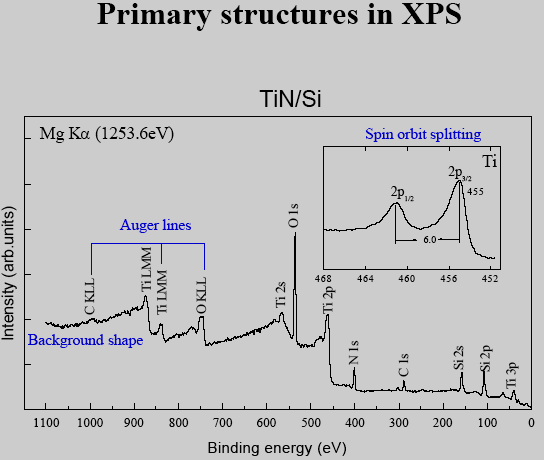 Primary structures in XPS
TiN/Si
Mg Kα (1253.6eV)
Spin orbit splitting
Ti
2p3/2
455
2p1/2
6.0
468 464 460 456 452
Auger lines
O 1s
C KLL
Ti LMM
Ti LMM
O KLL
Ti 2s
Ti 2p
N 1s
C 1s
Si 2s
Si 2p
Ti 3p
Background shape
Intensity (arb.units)
1100 1000 900 800 700 600 500 400 300 200 100 0
Binding energy (eV)